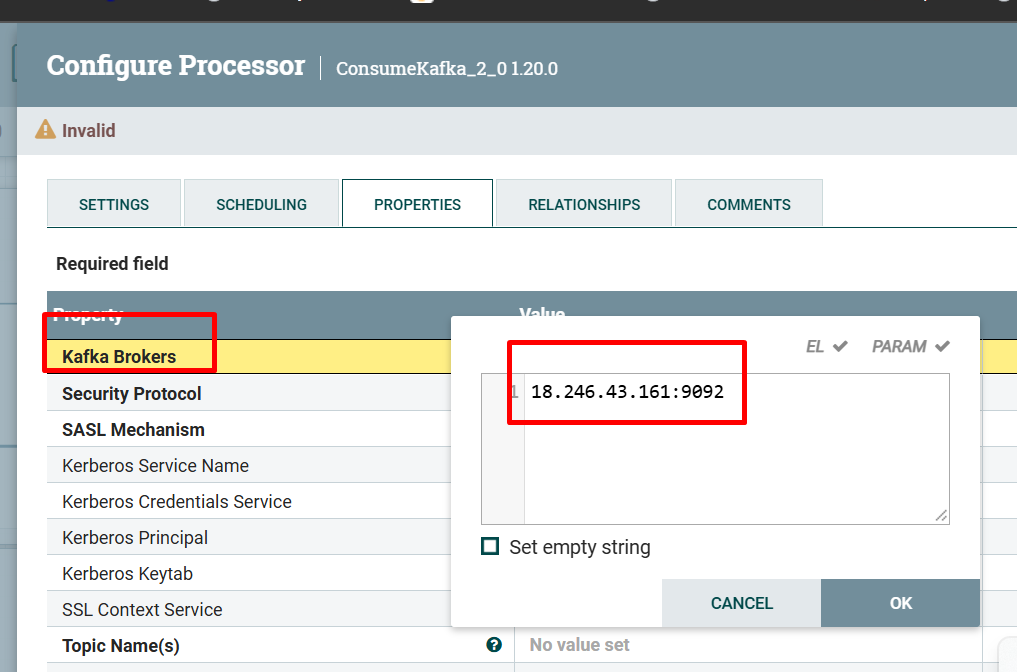 Configure Processor
ConsumeKafka_2_0 1.20.0
Invalid
SETTINGS
SCHEDULING
PROPERTIES
RELATIONSHIPS
COMMENTS
Required field
Property
Value
Kafka Brokers
EL
PARAM
1
18.246.43.161:9092
Security Protocol
SASL Mechanism
Kerberos Service Name
Kerberos Credentials Service
Kerberos Principal
Kerberos Keytab
SSL Context Service
Set empty string
CANCEL
OK
Topic Name(s)
?
No value set